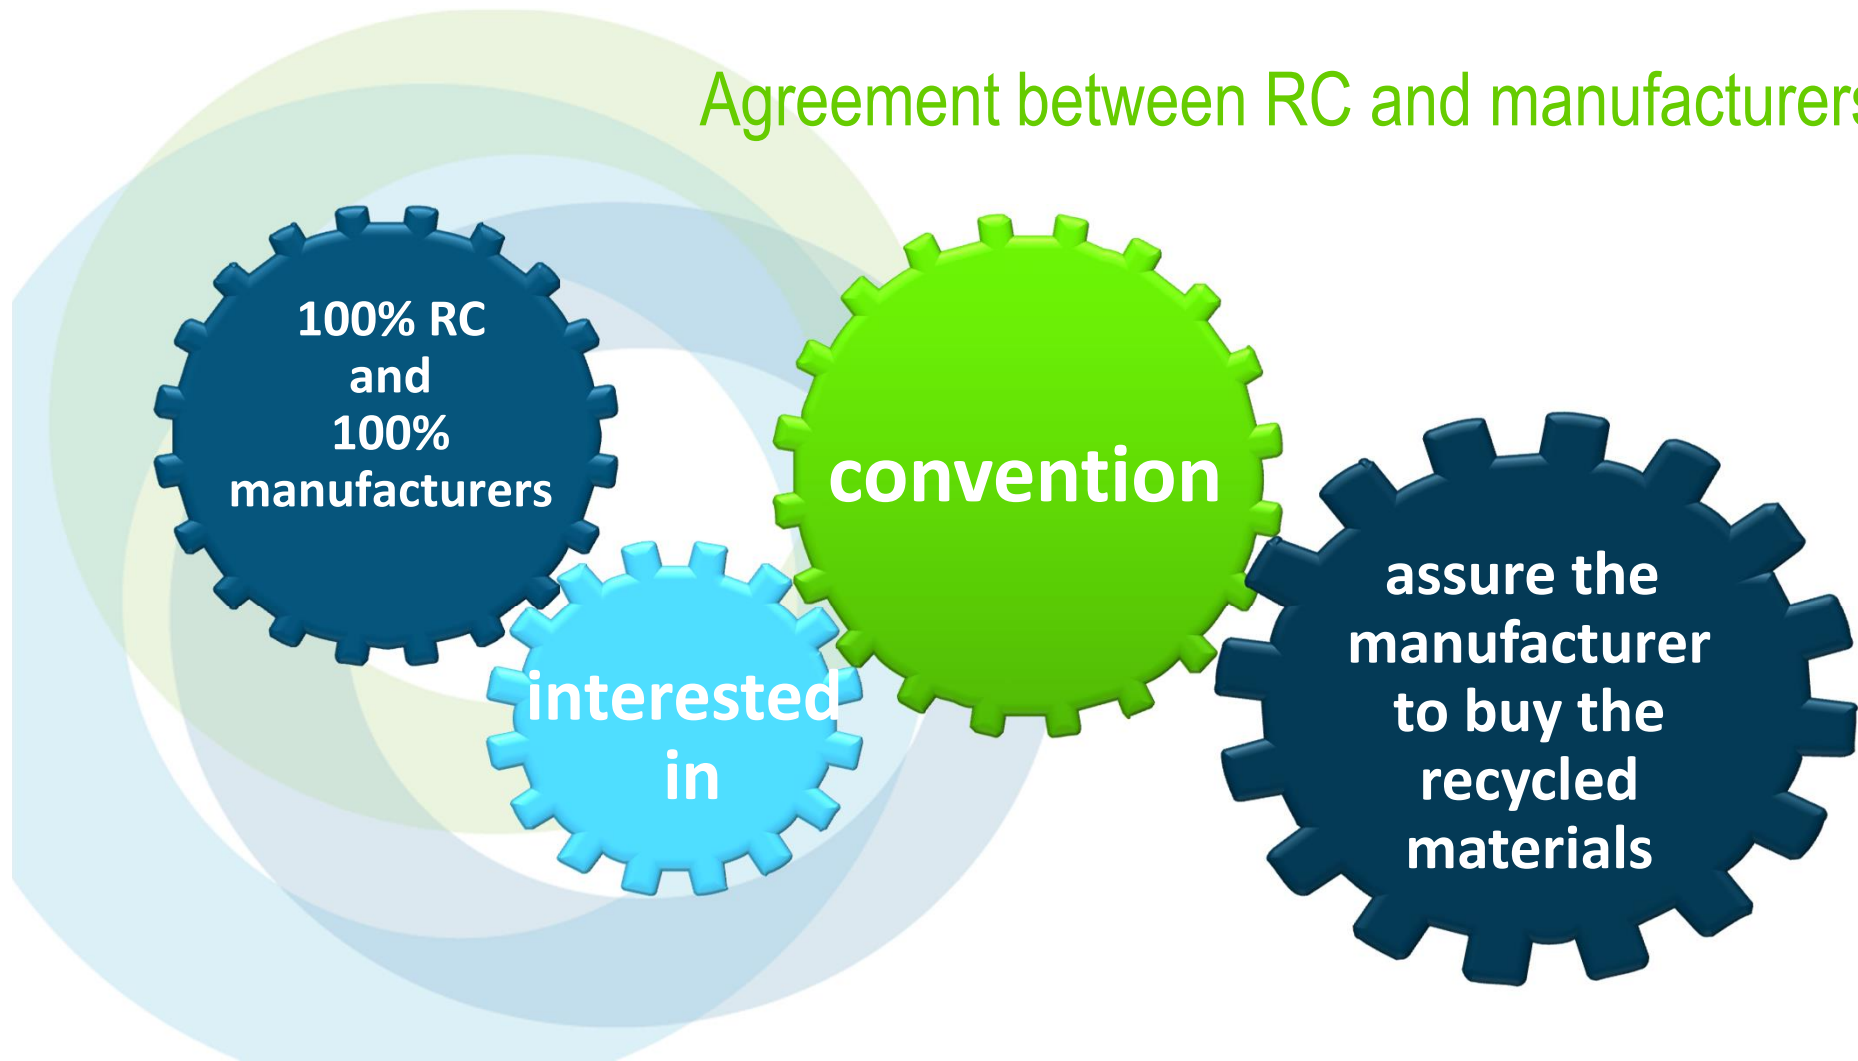 Agreement between RC and manufacturers
100% RC
and
100%
manufacturers
interested
in
convention
assure the
manufacturer
to buy the
recycled
materials